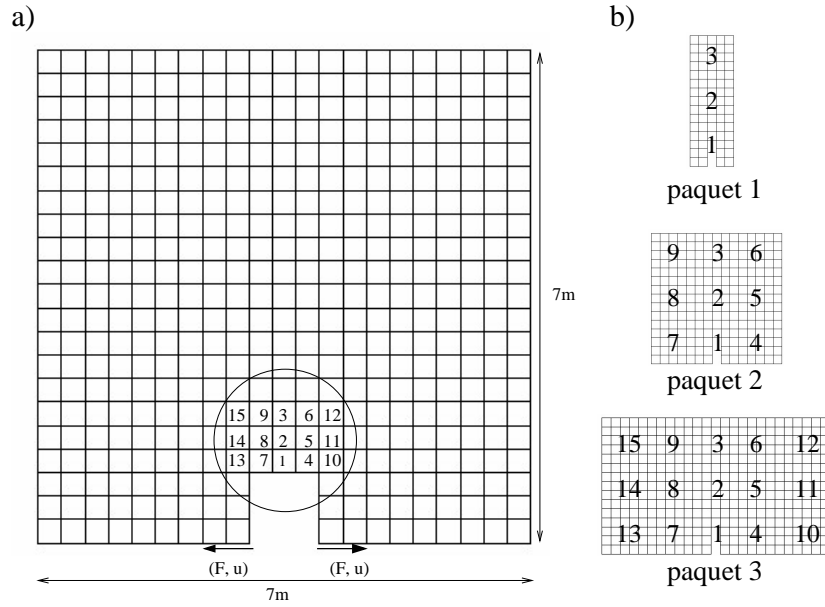 a)
15 9 3 6 12
14 8 2 5 11
13 7 1 4 10
7m
(F, u) (F, u)
7m
b)
3
2
1
paquet 1
9 3 6
8 2 5
7 1 4
paquet 2
15 9 3 6 12
14 8 2 5 11
13 7 1 4 10
paquet 3